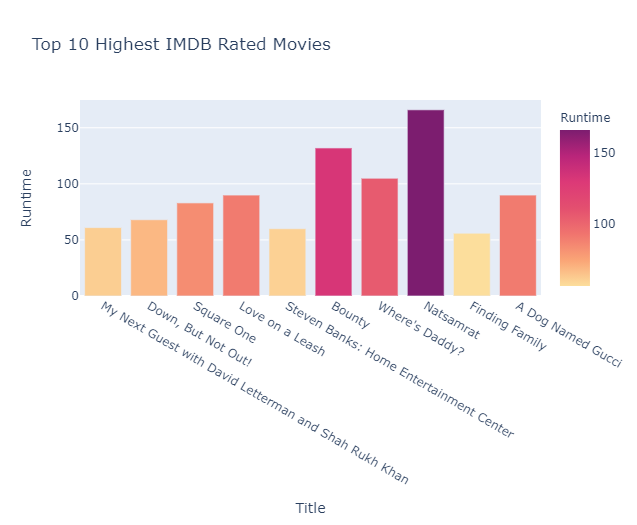 Top 10 Highest IMDB Rated Movies
Runtime
150
100
50
0
Runtime
150
100
My Next Guest with David Letterman and Shah Rukh Khan
Down, But Not Out!
Square One
Love on a Leash
Steven Banks: Home Entertainment Center
Bounty
Where's Daddy?
Natsamrat
Finding Family
A Dog Named Gucci
Title